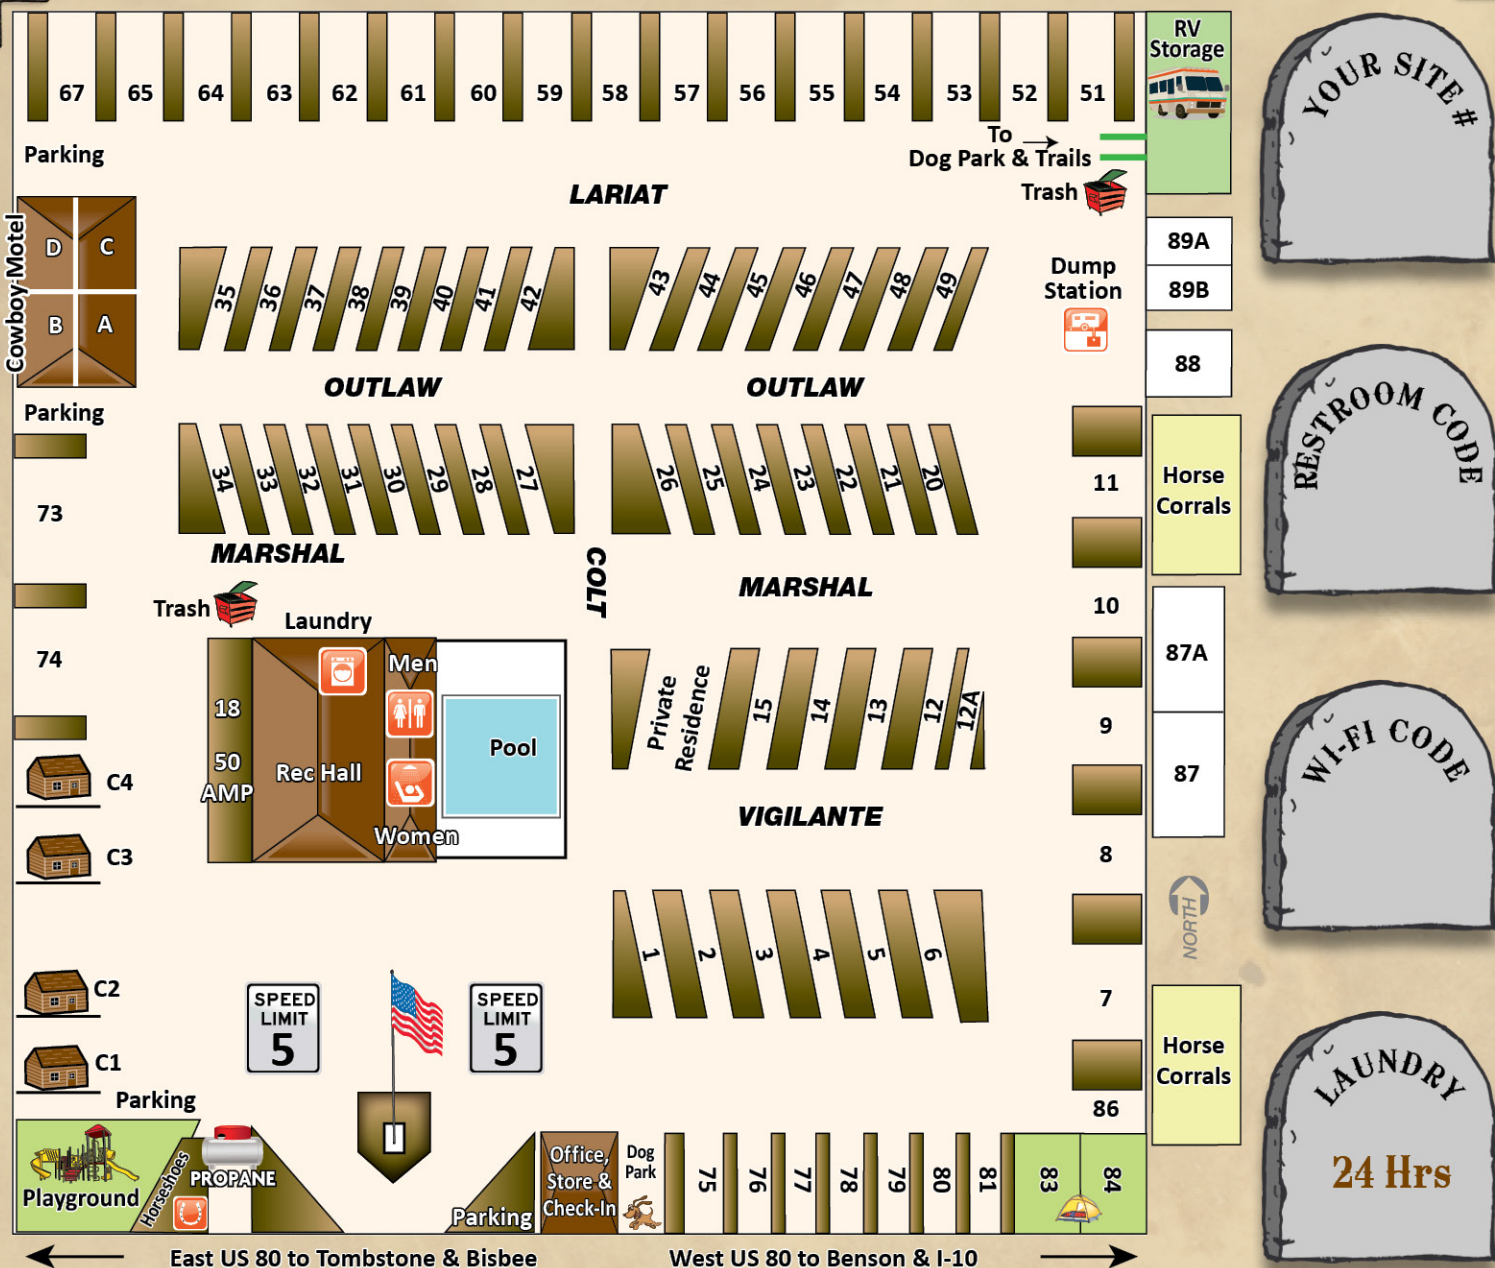 67 65 64 63 62 61 60 59 58 57 56 55 54 53 52 51
RV
Storage
Parking
To
Dog Park & Trails
LARIAT
Trash
Cowboy Motel
D C
B A
35 36 37 38 39 40 41 42
43 44 45 46 47 48 49
Dump
Station
89A
89B
88
OUTLAW
OUTLAW
Parking
34 33 32 31 30 29 28 27
26 25 24 23 22 21 20
11
Horse
Corrals
73
MARSHAL
COLT
MARSHAL
10
Trash
Laundry
74
Men
18
50
AMP
Rec Hall
Women
Pool
Private
Residence
15 14 13 12 12A
9
87A
87
C4
C3
VIGILANTE
8
NORTH
1 2 3 4 5 6
7
C2
C1
SPEED
LIMIT
5
SPEED
LIMIT
5
Horse
Corrals
86
Parking
Playground
Horseshoes
PROPANE
Parking
Office,
Store &
Check-In
Dog
Park
75 76 77 78 79 80 81 83 84
East US 80 to Tombstone & Bisbee
West US 80 to Benson & I-10
YOUR SITE #
RESTROOM CODE
WI-FI CODE
LAUNDRY
24 Hrs